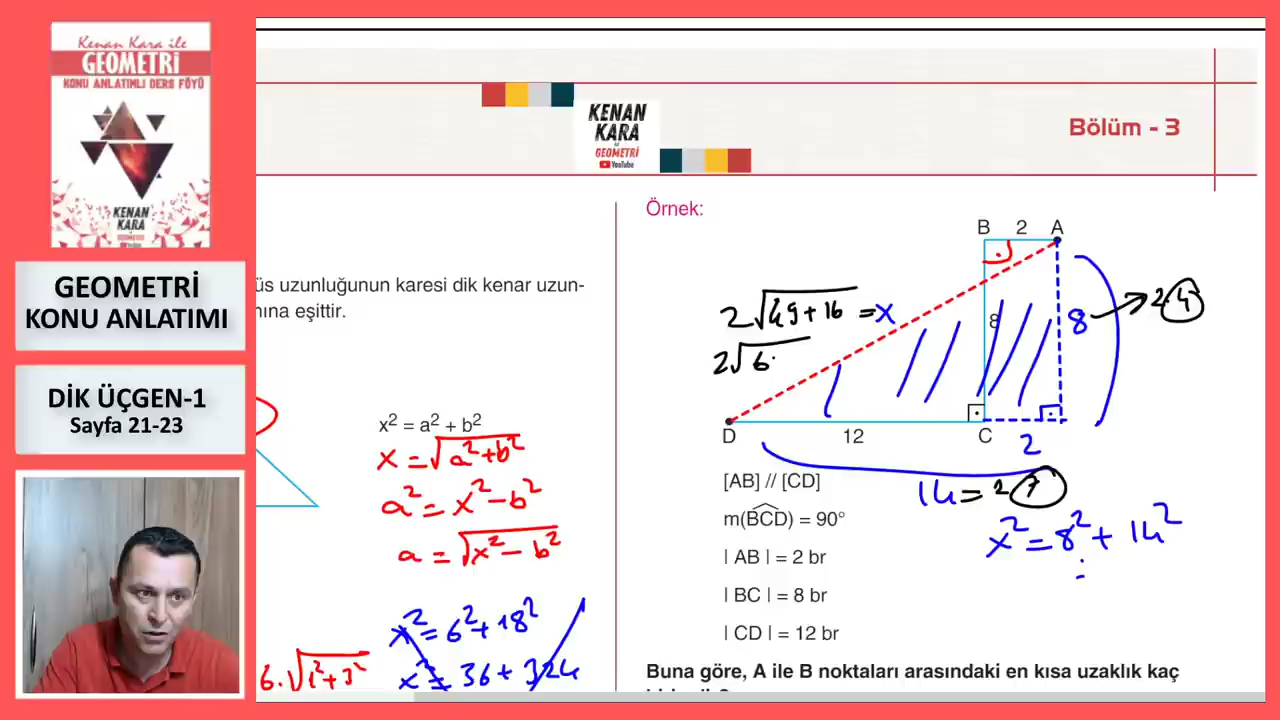 Kenan Kara ile
GEOMETRİ
KONU ANLATIMLI DERS FÖYÜ
KENAN
KARA
GEOMETRİ
KONU ANLATIMI
DİK ÜÇGEN-1
Sayfa 21-23
KENAN
KARA
GEOMETRİ
YouTube
Bölüm - 3
üs uzunluğunun karesi dik kenar uzun-
ına eşittir.
x² = a² + b²
x = √a²+b²
a² = x² - b²
a = √x² - b²
x² = 6² + 18²
6.√1²+3²
x² = 36 + 324
Örnek:
B 2 A
2√49+16 = x
8
8 → 2.4
2√6
D 12 C
2
14 = 2.7
[AB] // [CD]
m(BCD) = 90°
x² = 8² + 14²
| AB | = 2 br
| BC | = 8 br
| CD | = 12 br
Buna göre, A ile B noktaları arasındaki en kısa uzaklık kaç